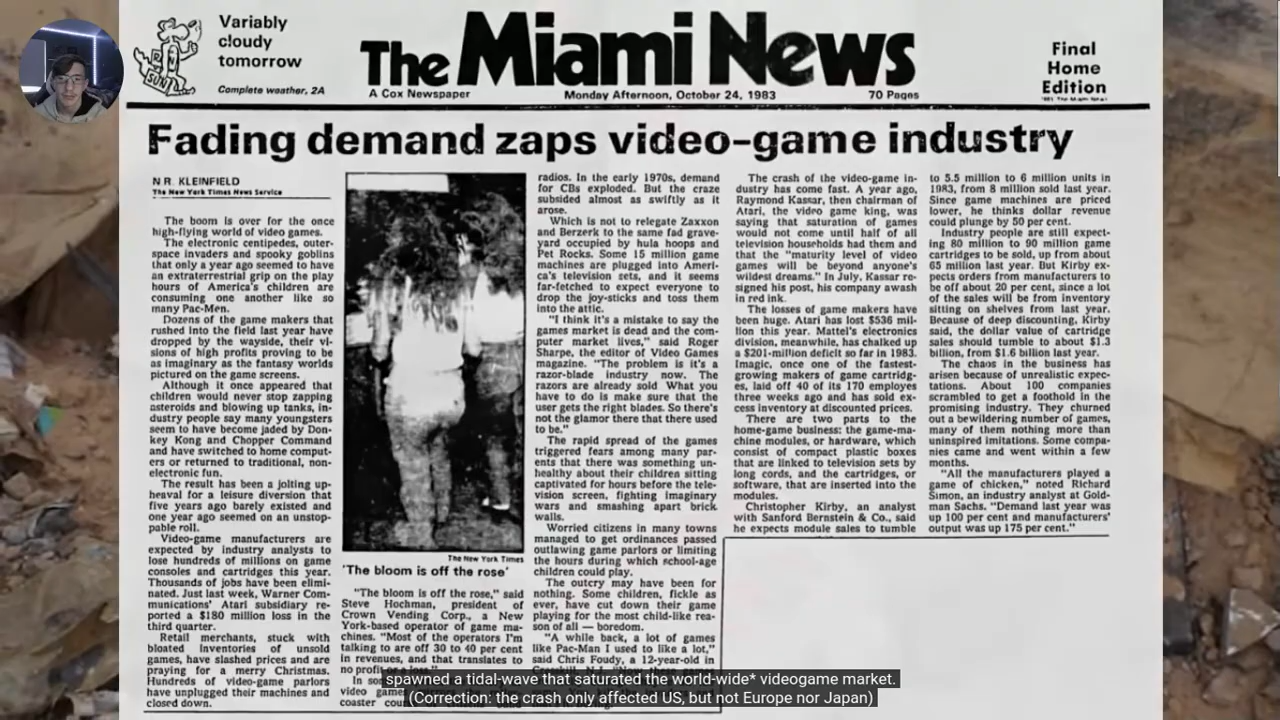 Variably
cloudy
tomorrow
Complete weather, 2A
SUN
The Miami News
A Cox Newspaper
Monday Afternoon, October 24, 1983
70 Pages
Final
Home
Edition
Fading demand zaps video-game industry
N.R. KLEINFIELD
The New York Times News Service
The boom is over for the once
high-flying world of video games.
The electronic centipedes, outer-
space invaders and spooky goblins
that only a year ago seemed to have
an extraterrestrial grip on the play
hours of America's children are
consuming one another like so
many Pac-Men.
Dozens of the game makers that
rushed into the field last year have
dropped by the wayside, their vi-
sions of high profits proving to be
as imaginary as the fantasy worlds
pictured on the game screens.
Although it once appeared that
children would never stop zapping
asteroids and blowing up tanks, in-
dustry people say many youngsters
seem to have become jaded by Don-
key Kong and Chopper Command
and have switched to home comput-
ers or returned to traditional, non-
electronic fun.
The result has been a jolting up-
heaval for a leisure diversion that
five years ago barely existed and
one year ago seemed on an unstop-
pable roll.
Video-game manufacturers are
expected by industry analysts to
lose hundreds of millions on game
consoles and cartridges this year.
Thousands of jobs have been elimi-
nated. Just last week, Warner Com-
munications' Atari subsidiary re-
ported a $180 million loss in the
third quarter.
Retail merchants, stuck with
bloated inventories of unsold
games, have slashed prices and are
praying for a merry Christmas.
Hundreds of video-game parlors
have unplugged their machines and
closed down.
The New York Times
'The bloom is off the rose'
"The bloom is off the rose," said
Steve Hochman, president of
Crown Vending Corp., a New
York-based operator of game ma-
chines. "Most of the operators I'm
talking to are off 30 to 40 per cent
in revenues, and that translates to
no profit or a loss."
In som
video game
coaster cou
radios. In the early 1970s, demand
for CBs exploded. But the craze
subsided almost as swiftly as it
arose.
Which is not to relegate Zaxxon
and Berzerk to the same fad grave-
yard occupied by hula hoops and
Pet Rocks. Some 15 million game
machines are plugged into Ameri-
ca's television sets, and it seems
far-fetched to expect everyone to
drop the joy-sticks and toss them
into the attic.
"I think it's a mistake to say the
games market is dead and the com-
puter market lives," said Roger
Sharpe, the editor of Video Games
magazine. "The problem is it's a
razor-blade industry now. The
razors are already sold. What you
have to do is make sure that the
user gets the right blades. So there's
not the glamor there that there used
to be."
The rapid spread of the games
triggered fears among many par-
ents that there was something un-
healthy about their children sitting
captivated for hours before the tele-
vision screen, fighting imaginary
wars and smashing apart brick
walls.
Worried citizens in many towns
managed to get ordinances passed
outlawing game parlors or limiting
the hours during which school-age
children could play.
The outcry may have been for
nothing. Some children, fickle as
ever, have cut down their game
playing for the most child-like rea-
son of all — boredom.
"A while back, a lot of games
like Pac-Man I used to like a lot,"
said Chris Foudy, a 12-year-old in
The crash of the video-game in-
dustry has come fast. A year ago,
Raymond Kassar, then chairman of
Atari, the video game king, was
saying that saturation of games
would not come until half of all
television households had them and
that the "maturity level of video
games will be beyond anyone's
wildest dreams." In July, Kassar re-
signed his post, his company awash
in red ink.
The losses of game makers have
been huge. Atari has lost $536 mil-
lion this year. Mattel's electronics
division, meanwhile, has chalked up
a $201-million deficit so far in 1983.
Imagic, once one of the fastest-
growing makers of game cartridg-
es, laid off 40 of its 170 employes
three weeks ago and has sold ex-
cess inventory at discounted prices.
There are two parts to the
home-game business: the game-ma-
chine modules, or hardware, which
consist of compact plastic boxes
that are linked to television sets by
long cords, and the cartridges, or
software, that are inserted into the
modules.
Christopher Kirby, an analyst
with Sanford Bernstein & Co., said
he expects module sales to tumble
to 5.5 million to 6 million units in
1983, from 8 million sold last year.
Since game machines are priced
lower, he thinks dollar revenue
could plunge by 50 per cent.
Industry people are still expect-
ing 80 million to 90 million game
cartridges to be sold, up from about
65 million last year. But Kirby ex-
pects orders from manufacturers to
be off about 20 per cent, since a lot
of the sales will be from inventory
sitting on shelves from last year.
Because of deep discounting, Kirby
said, the dollar value of cartridge
sales should tumble to about $1.3
billion, from $1.6 billion last year.
The chaos in the business has
arisen because of unrealistic expec-
tations. About 100 companies
scrambled to get a foothold in the
promising industry. They churned
out a bewildering number of games,
many of them nothing more than
uninspired imitations. Some compa-
nies came and went within a few
months.
"All the manufacturers played a
game of chicken," noted Richard
Simon, an industry analyst at Gold-
man Sachs. "Demand last year was
up 100 per cent and manufacturers'
output was up 175 per cent."
spawned a tidal-wave that saturated the world-wide* videogame market.
(Correction: the crash only affected US, but not Europe nor Japan)